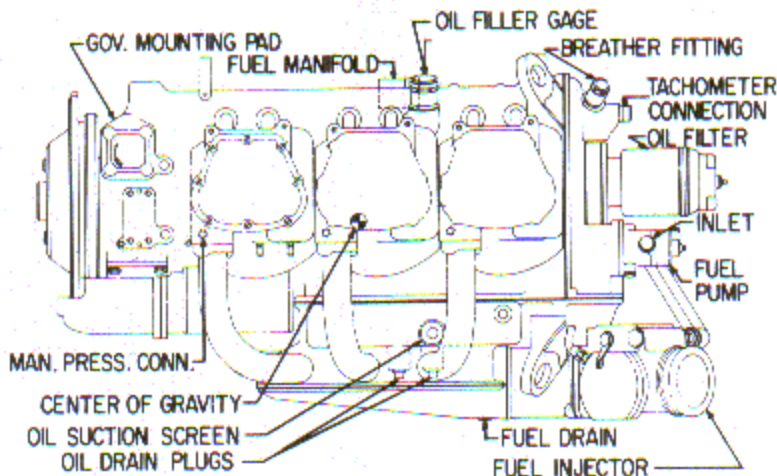 OIL FILLER GAGE
GOV. MOUNTING PAD
BREATHER FITTING
FUEL MANIFOLD
TACHOMETER
CONNECTION
OIL FILTER
INLET
FUEL
PUMP
MAN. PRESS. CONN.
CENTER OF GRAVITY
OIL SUCTION SCREEN
OIL DRAIN PLUGS
FUEL DRAIN
FUEL INJECTOR